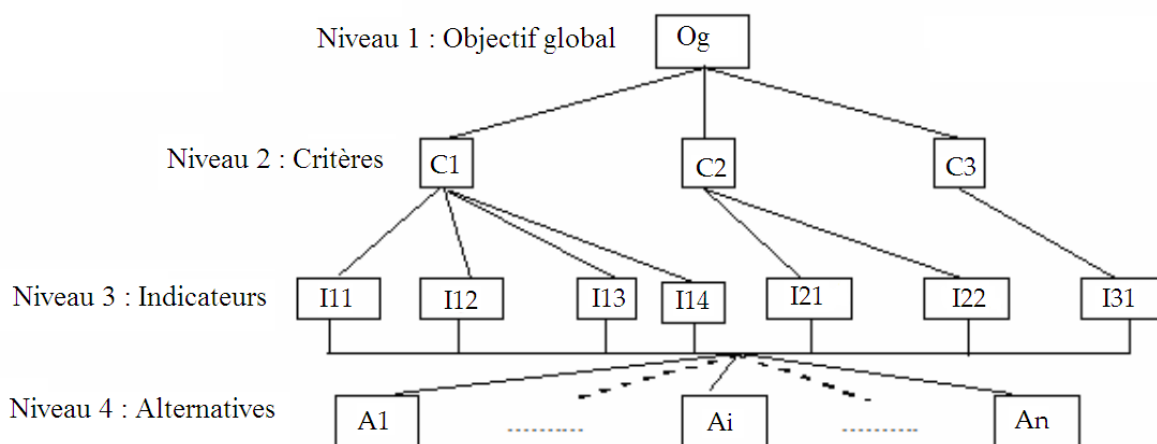 Niveau 1 : Objectif global Og
Niveau 2 : Critères C1 C2 C3
Niveau 3 : Indicateurs I11 I12 I13 I14 I21 I22 I31
Niveau 4 : Alternatives A1 ........... Ai ........... An